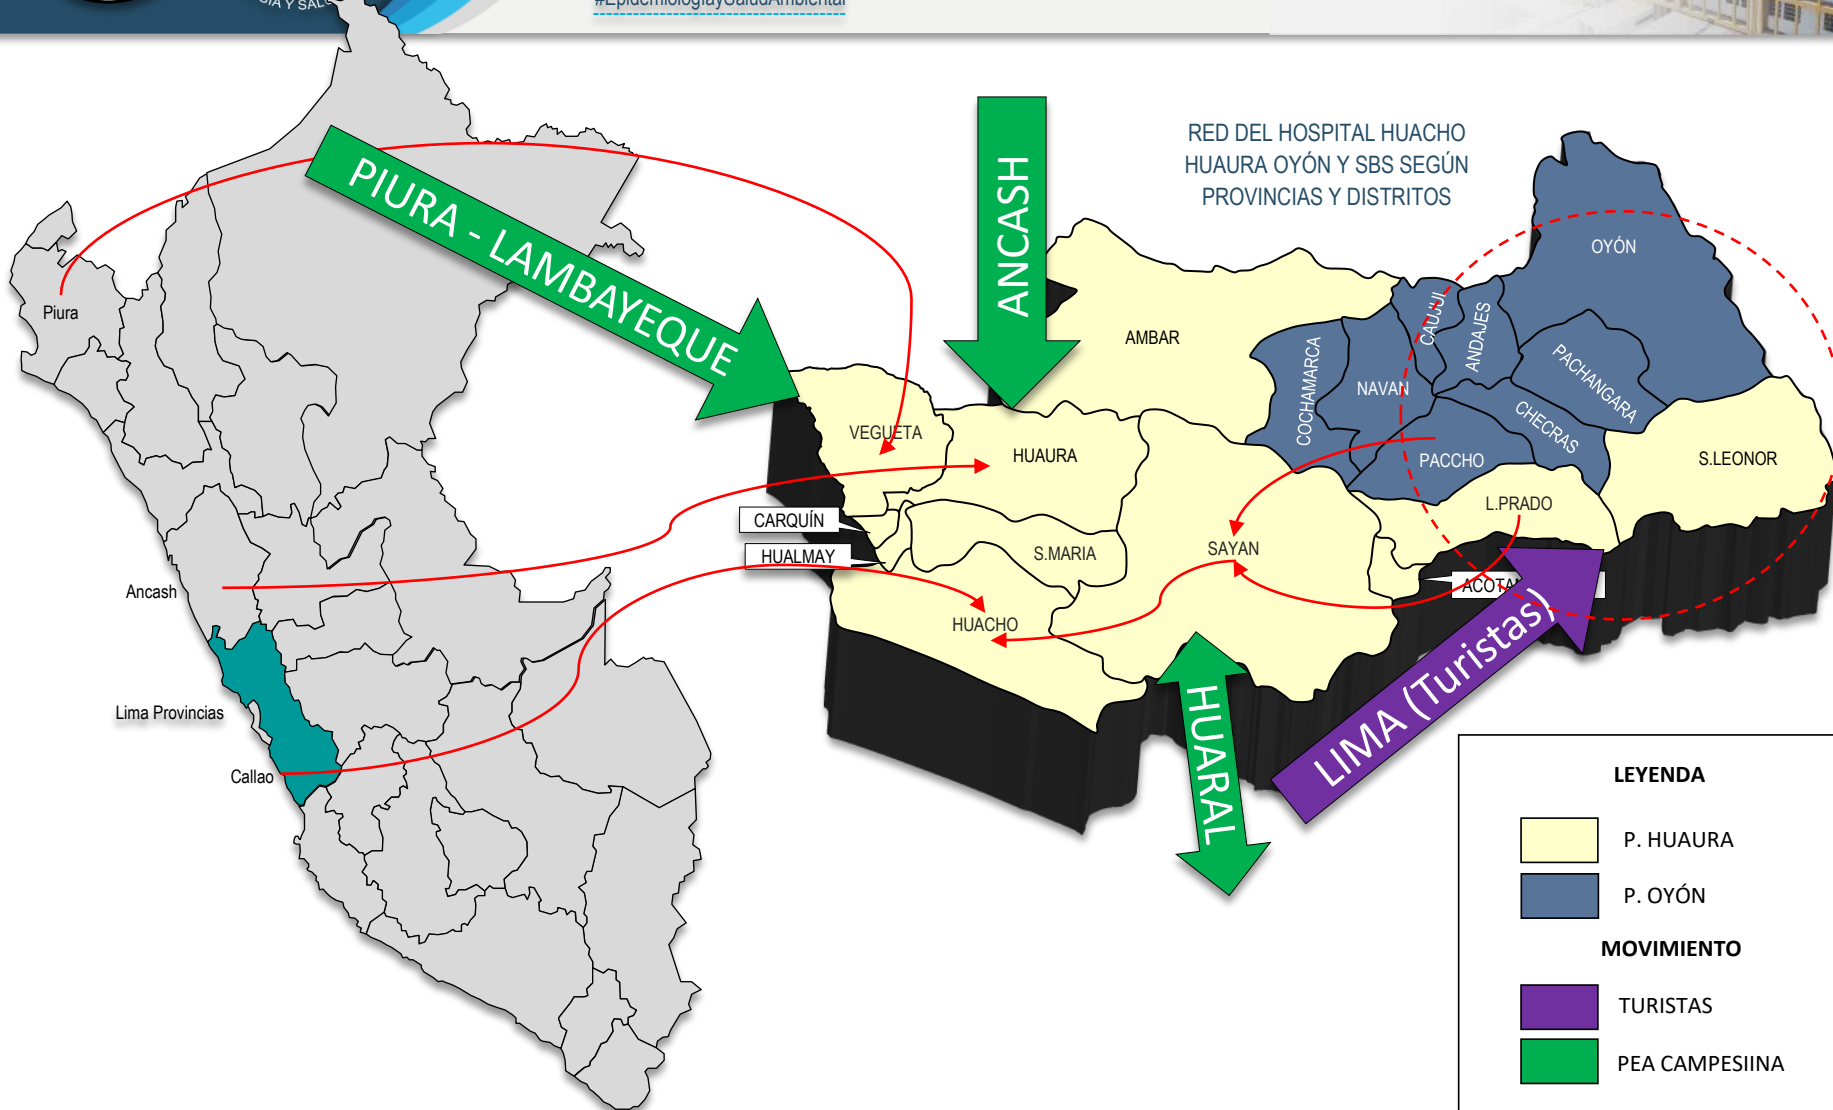 #EpidemiologíaySaludAmbiental
RED DEL HOSPITAL HUACHO
HUAURA OYÓN Y SBS SEGÚN
PROVINCIAS Y DISTRITOS
PIURA - LAMBAYEQUE
ANCASH
Piura
Ancash
Lima Provincias
Callao
OYÓN
CAUJUL
ANDAJES
AMBAR
COCHAMARCA
NAVAN
PACHANGARA
CHECRAS
PACCHO
S.LEONOR
VEGUETA
HUAURA
L.PRADO
CARQUÍN
HUALMAY
S.MARIA
SAYAN
HUACHO
HUARAL
LIMA (Turistas)
LEYENDA
P. HUAURA
P. OYÓN
MOVIMIENTO
TURISTAS
PEA CAMPESIINA